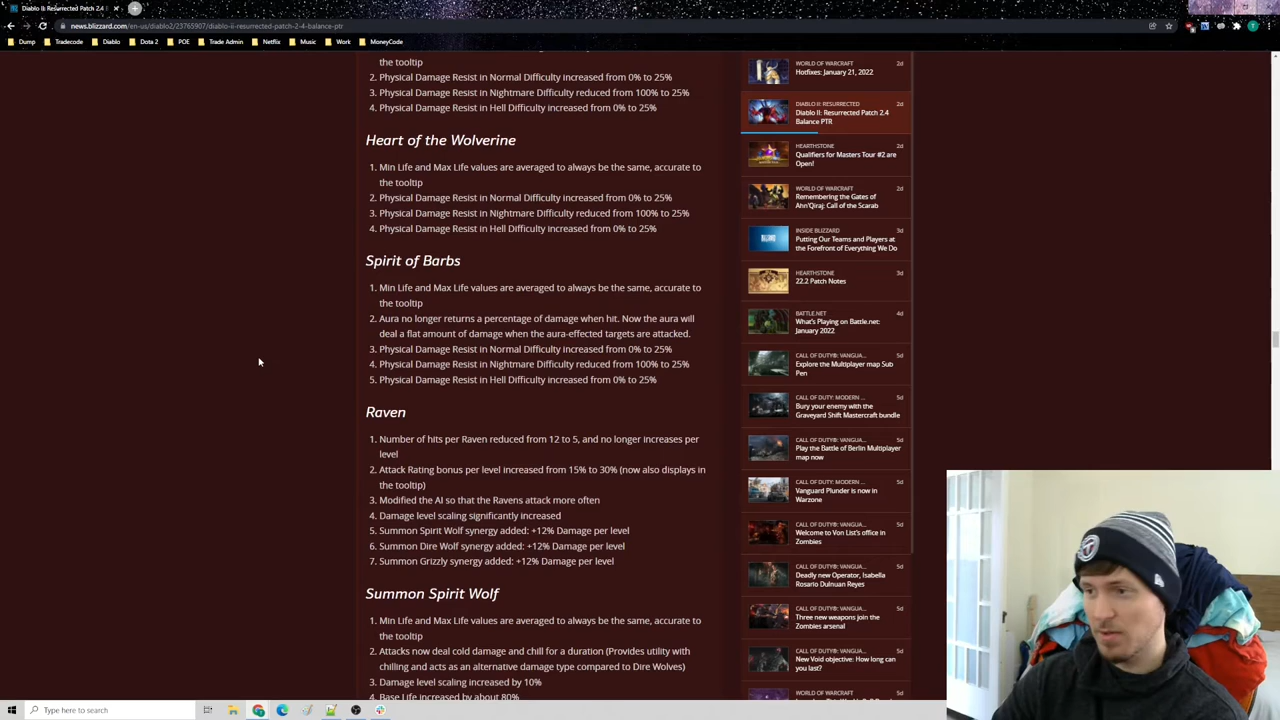 Diablo II: Resurrected Patch 2.4
news.blizzard.com/en-us/diablo2/23765907/diablo-ii-resurrected-patch-2-4-balance-ptr
Dump
Tradecode
Diablo
Dota 2
POE
Trade Admin
Netflix
Music
Work
MoneyCode
the tooltip
2. Physical Damage Resist in Normal Difficulty increased from 0% to 25%
3. Physical Damage Resist in Nightmare Difficulty reduced from 100% to 25%
4. Physical Damage Resist in Hell Difficulty increased from 0% to 25%
Heart of the Wolverine
1. Min Life and Max Life values are averaged to always be the same, accurate to
the tooltip
2. Physical Damage Resist in Normal Difficulty increased from 0% to 25%
3. Physical Damage Resist in Nightmare Difficulty reduced from 100% to 25%
4. Physical Damage Resist in Hell Difficulty increased from 0% to 25%
Spirit of Barbs
1. Min Life and Max Life values are averaged to always be the same, accurate to
the tooltip
2. Aura no longer returns a percentage of damage when hit. Now the aura will
deal a flat amount of damage when the aura-effected targets are attacked.
3. Physical Damage Resist in Normal Difficulty increased from 0% to 25%
4. Physical Damage Resist in Nightmare Difficulty reduced from 100% to 25%
5. Physical Damage Resist in Hell Difficulty increased from 0% to 25%
Raven
1. Number of hits per Raven reduced from 12 to 5, and no longer increases per
level
2. Attack Rating bonus per level increased from 15% to 30% (now also displays in
the tooltip)
3. Modified the AI so that the Ravens attack more often
4. Damage level scaling significantly increased
5. Summon Spirit Wolf synergy added: +12% Damage per level
6. Summon Dire Wolf synergy added: +12% Damage per level
7. Summon Grizzly synergy added: +12% Damage per level
Summon Spirit Wolf
1. Min Life and Max Life values are averaged to always be the same, accurate to
the tooltip
2. Attacks now deal cold damage and chill for a duration (Provides utility with
chilling and acts as an alternative damage type compared to Dire Wolves)
3. Damage level scaling increased by 10%
4. Base Life increased by about 80%
WORLD OF WARCRAFT 2d
Hotfixes: January 21, 2022
DIABLO II: RESURRECTED 2d
Diablo II: Resurrected Patch 2.4
Balance PTR
HEARTHSTONE 2d
Qualifiers for Masters Tour #2 are
Open!
WORLD OF WARCRAFT 2d
Remembering the Gates of
Ahn'Qiraj: Call of the Scarab
INSIDE BLIZZARD 3d
Putting Our Teams and Players at
the Forefront of Everything We Do
HEARTHSTONE 3d
22.2 Patch Notes
BATTLE.NET 4d
What's Playing on Battle.net:
January 2022
CALL OF DUTY®: VANGUA... 5d
Explore the Multiplayer map Sub
Pen
CALL OF DUTY®: MODERN ... 5d
Bury your enemy with the
Graveyard Shift Mastercraft bundle
CALL OF DUTY®: VANGUA... 5d
Play the Battle of Berlin Multiplayer
map now
CALL OF DUTY®: MODERN ... 5d
Vanguard Plunder is now in
Warzone
CALL OF DUTY®: VANGUA... 5d
Welcome to Von List's office in
Zombies
CALL OF DUTY®: VANGUA... 5d
Deadly new Operator, Isabella
Rosario Dulnuan Reyes
CALL OF DUTY®: VANGUA... 5d
Three new weapons join the
Zombies arsenal
CALL OF DUTY®: VANGUA... 5d
New Void objective: How long can
you last?
WORLD OF WARCRAFT 5d
Type here to search